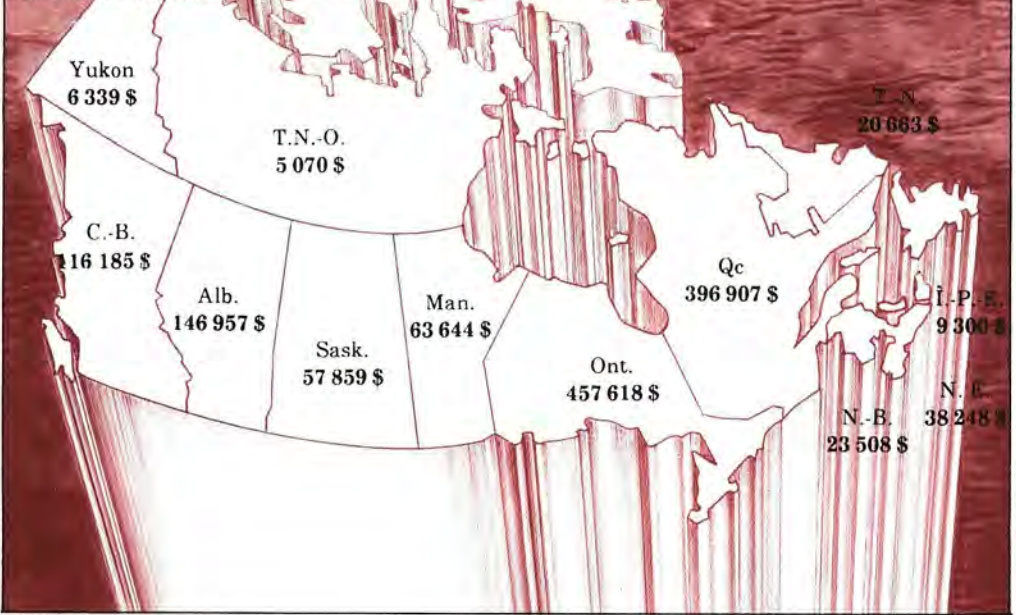 Yukon
6 339 $
T.N.-O.
5 070 $
T.-N.
20 663 $
C.-B.
116 185 $
Alb.
146 957 $
Sask.
57 859 $
Man.
63 644 $
Ont.
457 618 $
Qc
396 907 $
Î.-P.-É.
9 300 $
N.-B.
23 508 $
N.-É.
38 248 $